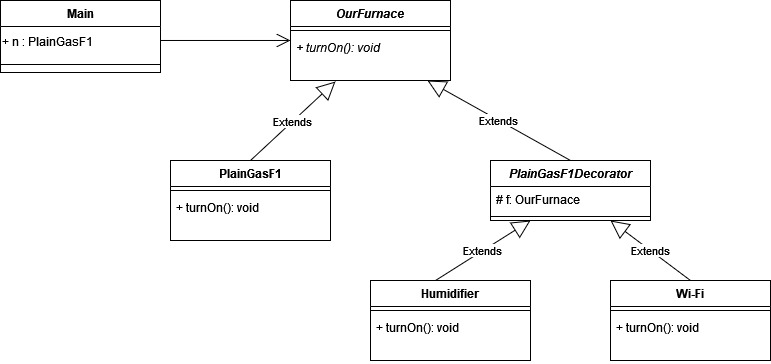 Main
+ n : PlainGasF1
OurFurnace
+ turnOn(): void
Extends
Extends
PlainGasF1
+ turnOn(): void
PlainGasF1Decorator
# f: OurFurnace
Extends
Extends
Humidifier
+ turnOn(): void
Wi-Fi
+ turnOn(): void